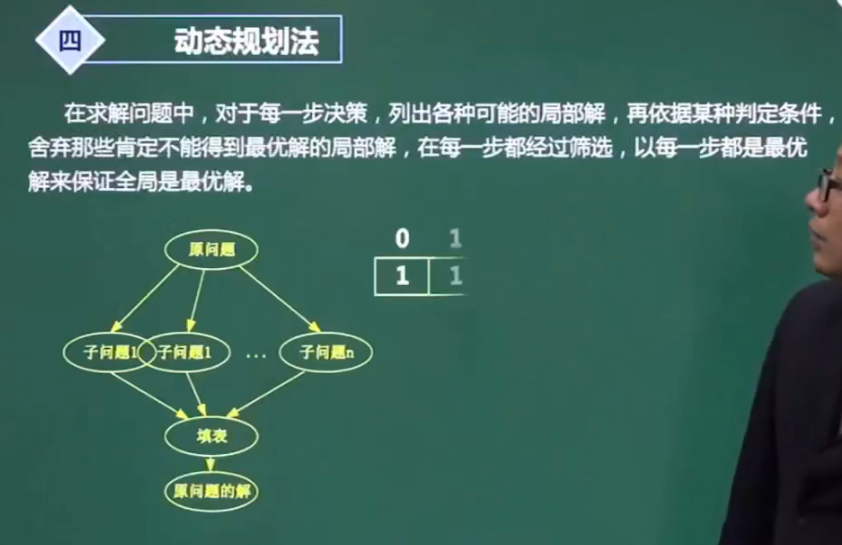 四
动态规划法
在求解问题中，对于每一步决策，列出各种可能的局部解，再依据某种判定条件，
舍弃那些肯定不能得到最优解的局部解，在每一步都经过筛选，以每一步都是最优
解来保证全局是最优解。
原问题
0 1
1 1
子问题1 子问题1 … 子问题n
填表
原问题的解